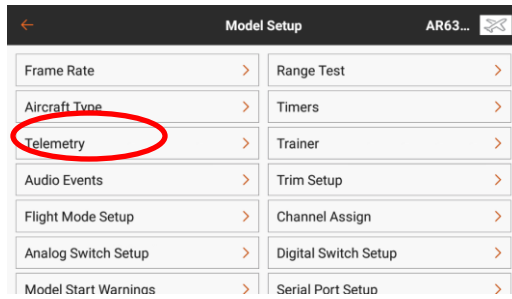 Model Setup AR63...
Frame Rate
Range Test
Aircraft Type
Timers
Telemetry
Trainer
Audio Events
Trim Setup
Flight Mode Setup
Channel Assign
Analog Switch Setup
Digital Switch Setup
Model Start Warnings
Serial Port Setup